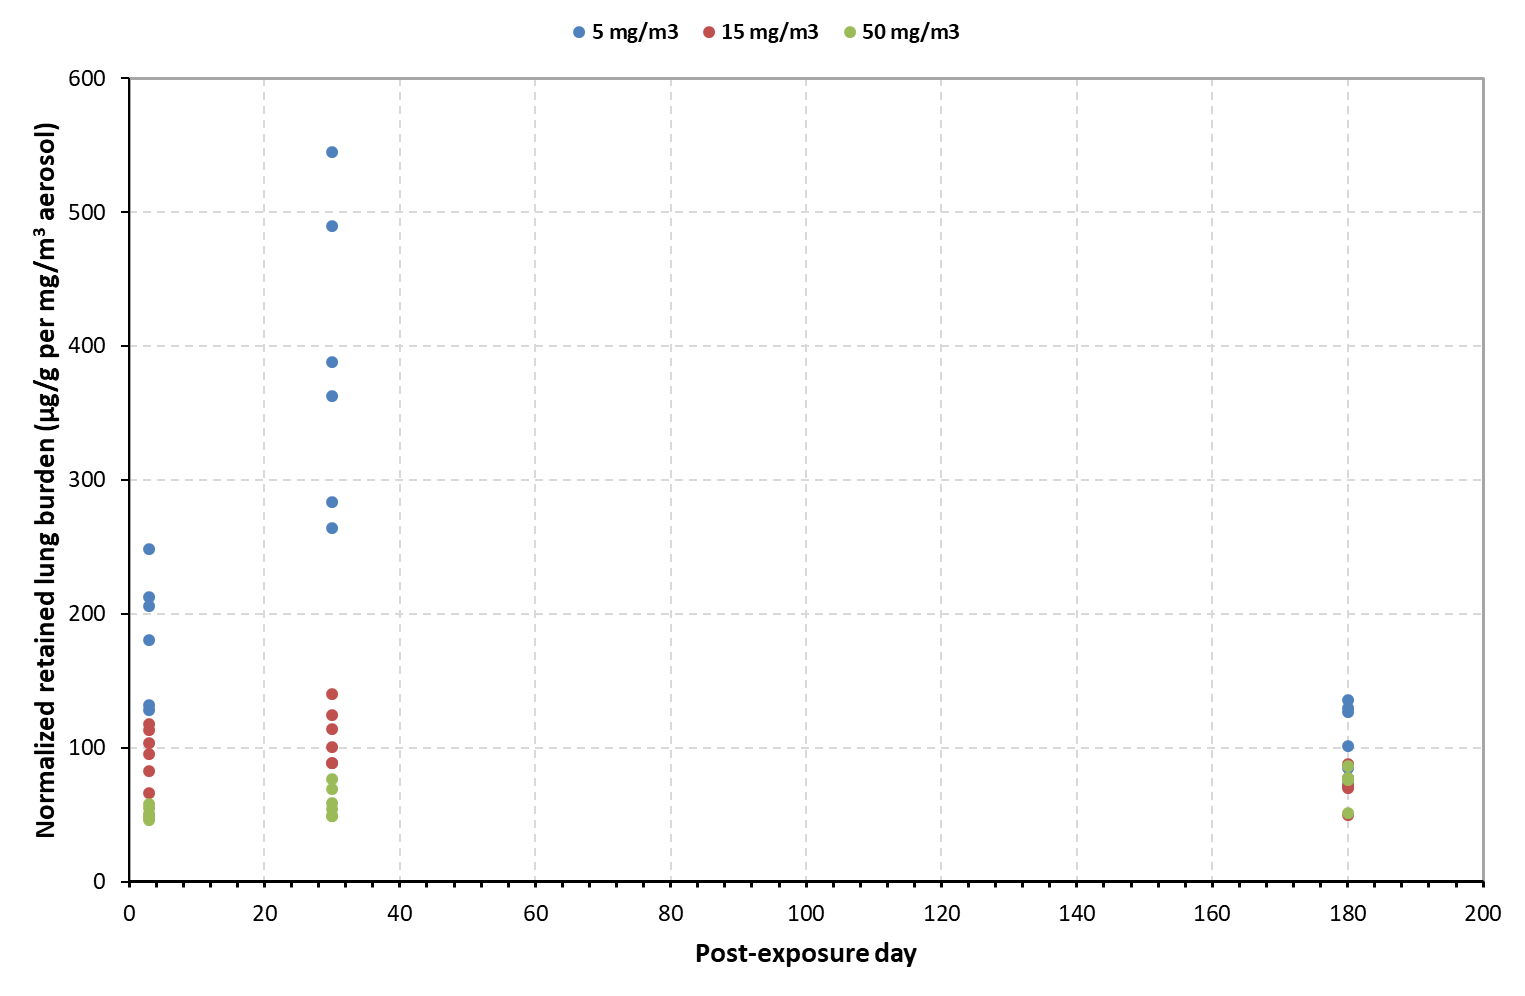 5 mg/m3 15 mg/m3 50 mg/m3
Normalized retained lung burden (µg/g per mg/m³ aerosol)
600
500
400
300
200
100
0
0 20 40 60 80 100 120 140 160 180 200
Post-exposure day